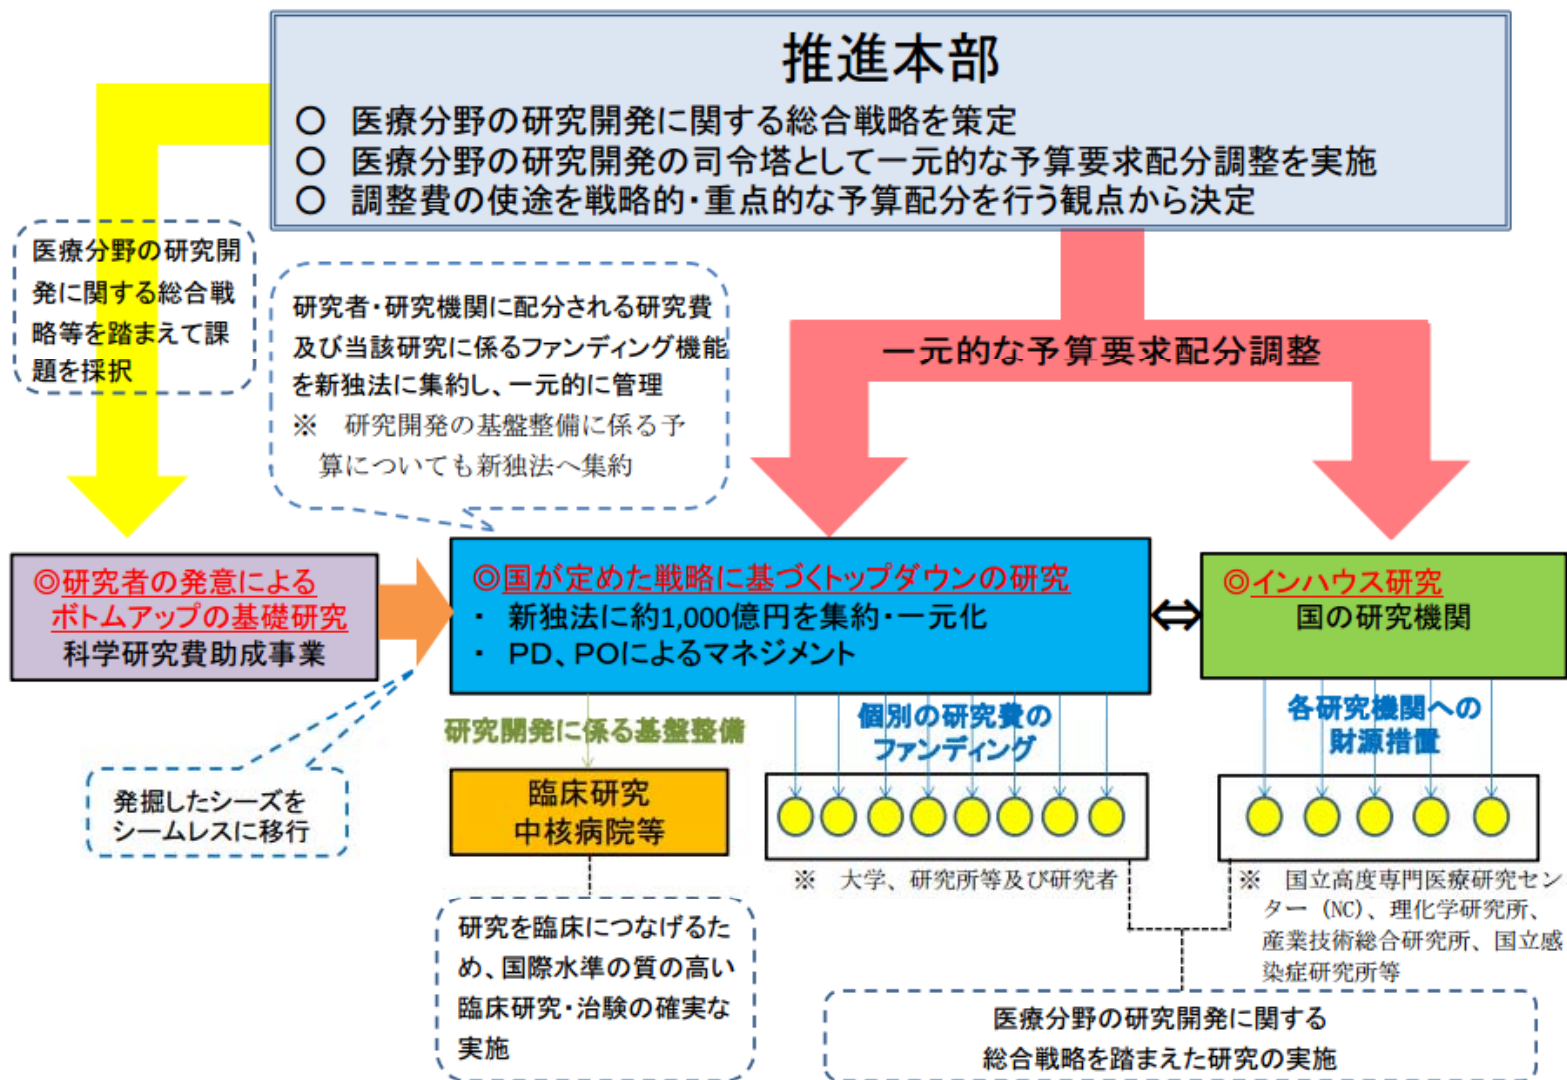 推進本部
○ 医療分野の研究開発に関する総合戦略を策定
○ 医療分野の研究開発の司令塔として一元的な予算要求配分調整を実施
○ 調整費の使途を戦略的・重点的な予算配分を行う観点から決定
医療分野の研究開
発に関する総合戦
略等を踏まえて課
題を採択
研究者・研究機関に配分される研究費
及び当該研究に係るファンディング機能
を新独法に集約し、一元的に管理
※ 研究開発の基盤整備に係る予
算についても新独法へ集約
一元的な予算要求配分調整
◎研究者の発意による
ボトムアップの基礎研究
科学研究費助成事業
◎国が定めた戦略に基づくトップダウンの研究
・ 新独法に約1,000億円を集約・一元化
・ PD、POによるマネジメント
◎インハウス研究
国の研究機関
発掘したシーズを
シームレスに移行
研究開発に係る基盤整備
個別の研究費の
ファンディング
各研究機関への
財源措置
臨床研究
中核病院等
※ 大学、研究所等及び研究者
※ 国立高度専門医療研究セン
ター（NC）、理化学研究所、
産業技術総合研究所、国立感
染症研究所等
研究を臨床につなげるた
め、国際水準の質の高い
臨床研究・治験の確実な
実施
医療分野の研究開発に関する
総合戦略を踏まえた研究の実施